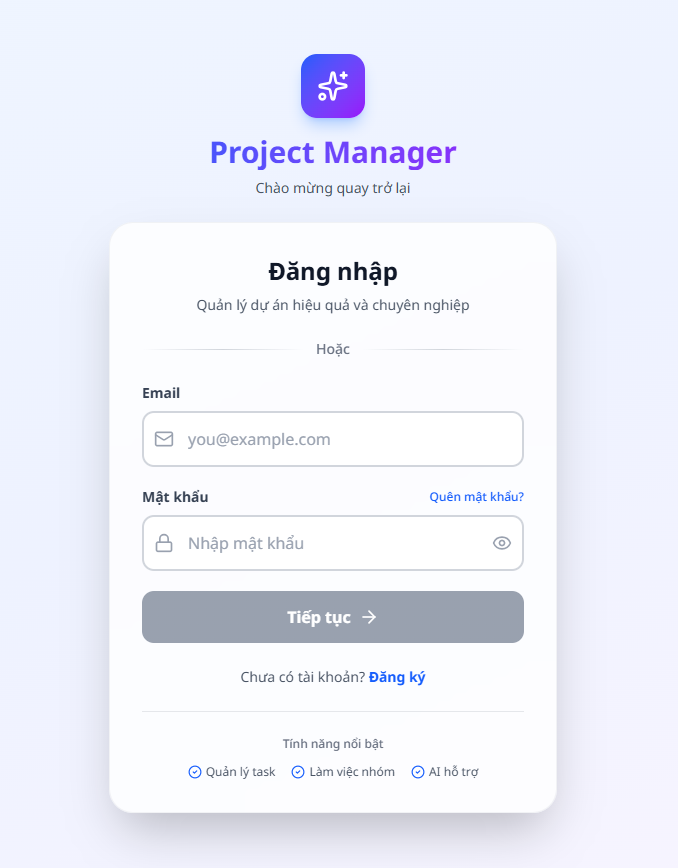 Project Manager
Chào mừng quay trở lại
Đăng nhập
Quản lý dự án hiệu quả và chuyên nghiệp
Hoặc
Email
you@example.com
Mật khẩu Quên mật khẩu?
Nhập mật khẩu
Tiếp tục
Chưa có tài khoản? Đăng ký
Tính năng nổi bật
Quản lý task Làm việc nhóm AI hỗ trợ